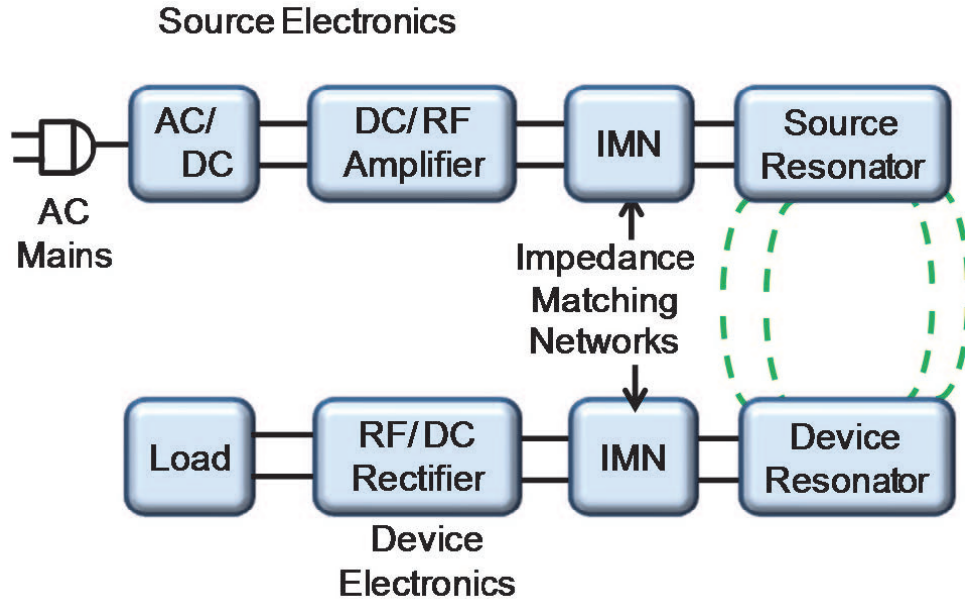 Source Electronics
AC/
DC
DC/RF
Amplifier
IMN
Source
Resonator
AC
Mains
Impedance
Matching
Networks
Load
RF/DC
Rectifier
IMN
Device
Resonator
Device
Electronics